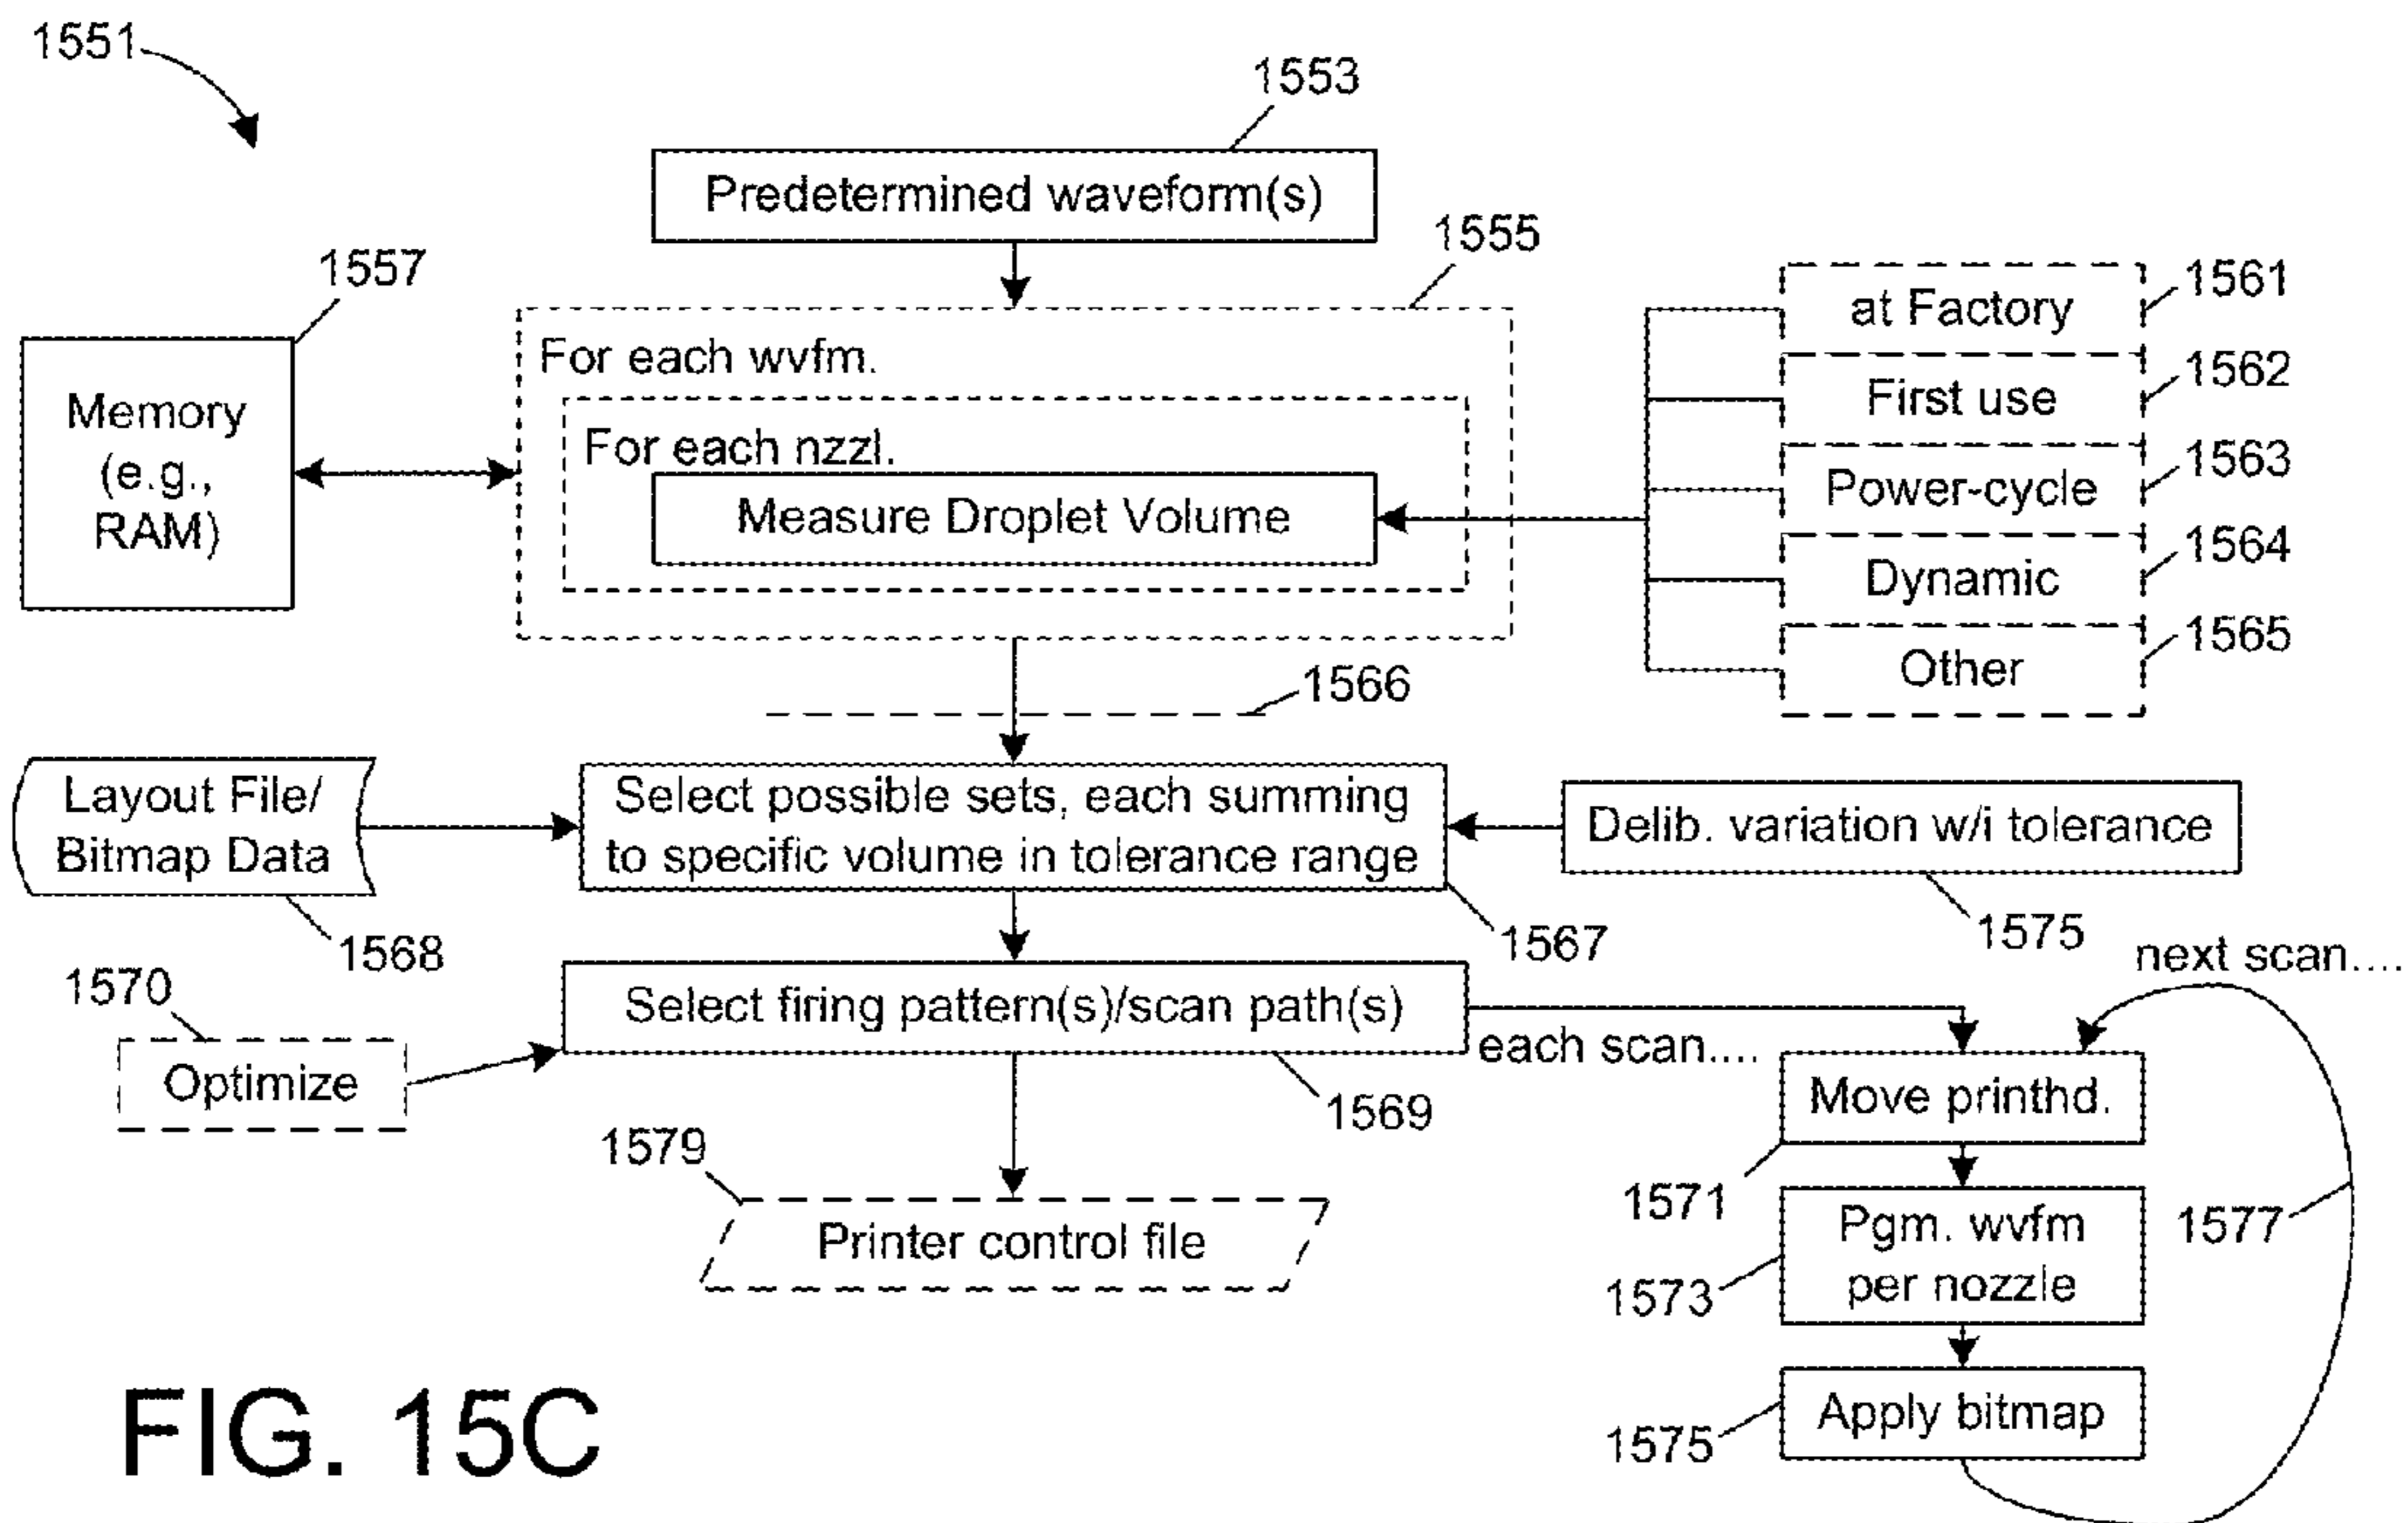 1551
1553
Predetermined waveform(s)
1555
1557
For each wvfm.
For each nzzl.
Measure Droplet Volume
Memory
(e.g.,
RAM)
at Factory
1561
First use
1562
Power-cycle
1563
Dynamic
1564
Other
1565
1566
Layout File/
Bitmap Data
1568
Select possible sets, each summing
to specific volume in tolerance range
1567
Delib. variation w/i tolerance
1575
next scan....
1570
Optimize
Select firing pattern(s)/scan path(s)
1569
each scan....
1579
Printer control file
Move printhd.
1571
Pgm. wvfm
per nozzle
1573
1577
Apply bitmap
1575
FIG. 15C